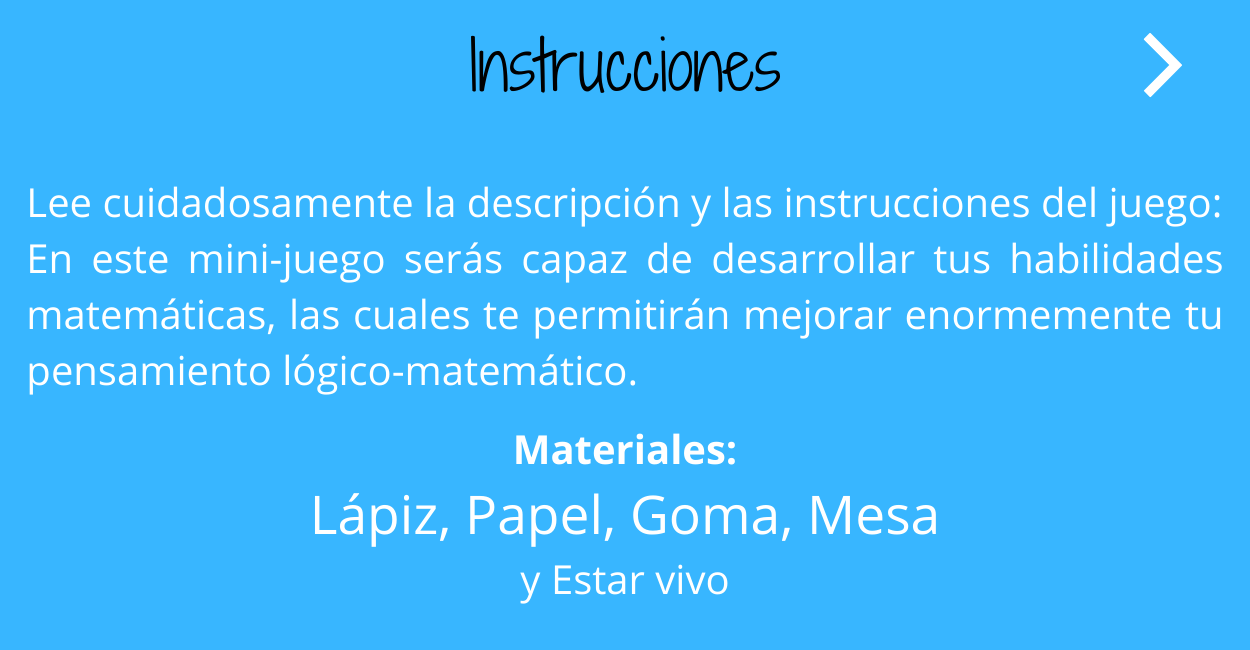 Instrucciones
Lee cuidadosamente la descripción y las instrucciones del juego:
En este mini-juego serás capaz de desarrollar tus habilidades
matemáticas, las cuales te permitirán mejorar enormemente tu
pensamiento lógico-matemático.
Materiales:
Lápiz, Papel, Goma, Mesa
y Estar vivo